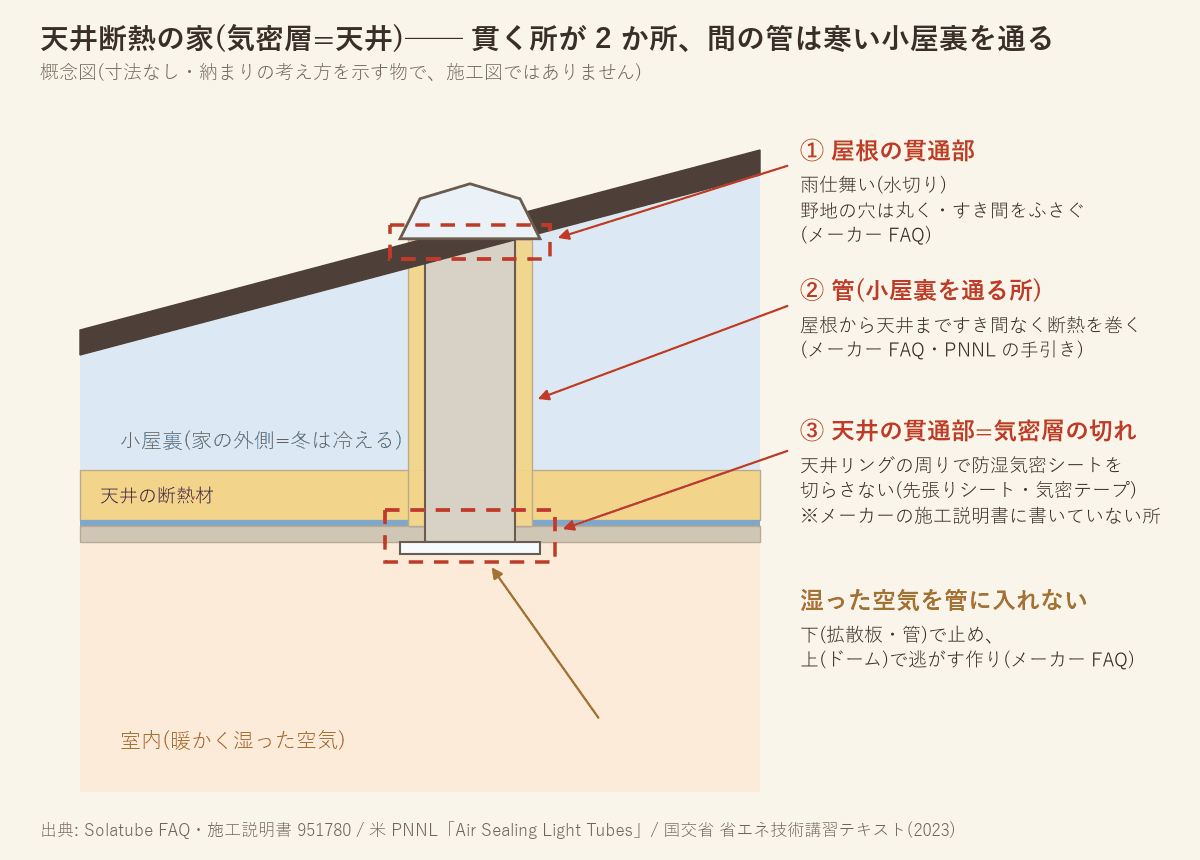 天井断熱の家(気密層=天井)── 貫く所が 2 か所、間の管は寒い小屋裏を通る
概念図(寸法なし・納まりの考え方を示す物で、施工図ではありません)
① 屋根の貫通部
雨仕舞い(水切り)
野地の穴は丸く・すき間をふさぐ
(メーカー FAQ)
② 管(小屋裏を通る所)
屋根から天井まですき間なく断熱を巻く
(メーカー FAQ・PNNL の手引き)
小屋裏(家の外側=冬は冷える)
天井の断熱材
③ 天井の貫通部=気密層の切れ
天井リングの周りで防湿気密シートを
切らさない(先張りシート・気密テープ)
※メーカーの施工説明書に書いていない所
湿った空気を管に入れない
下(拡散板・管)で止め、
上(ドーム)で逃がす作り(メーカー FAQ)
室内(暖かく湿った空気)
出典: Solatube FAQ・施工説明書 951780 / 米 PNNL「Air Sealing Light Tubes」/ 国交省 省エネ技術講習テキスト(2023)